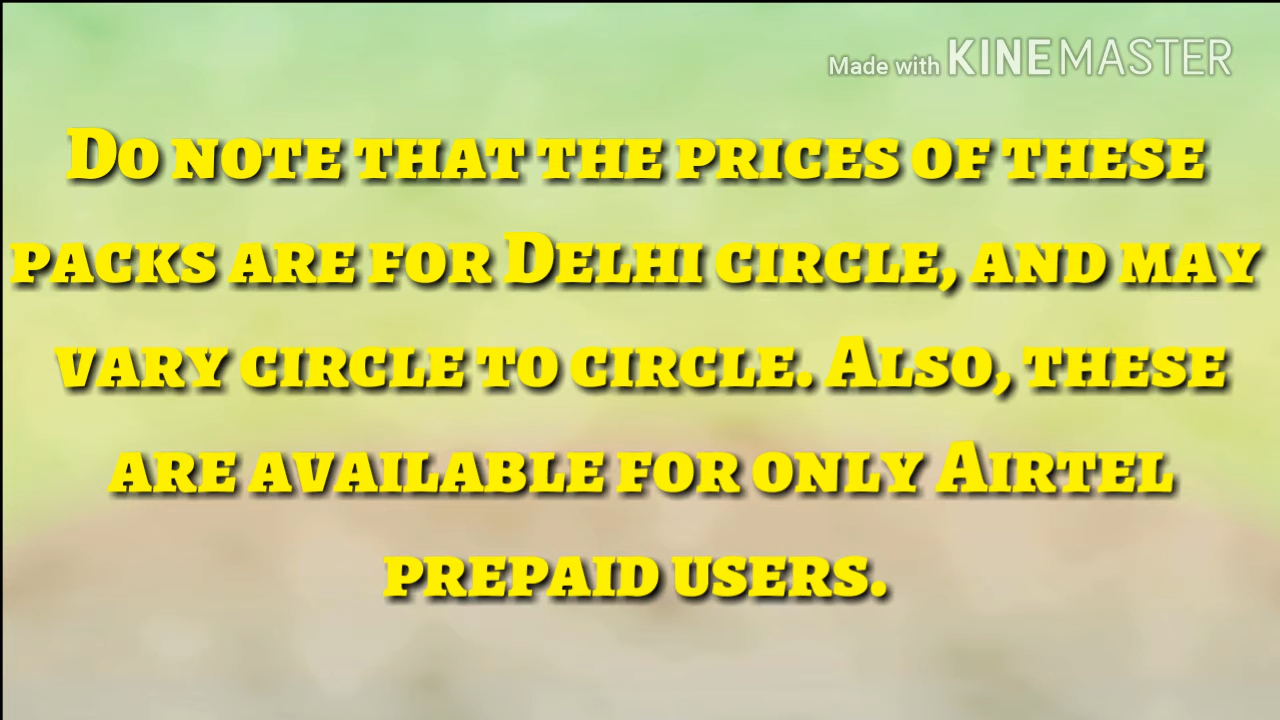 Made with KINEMASTER
Do note that the prices of these
packs are for Delhi circle, and may
vary circle to circle. Also, these
are available for only Airtel
prepaid users.